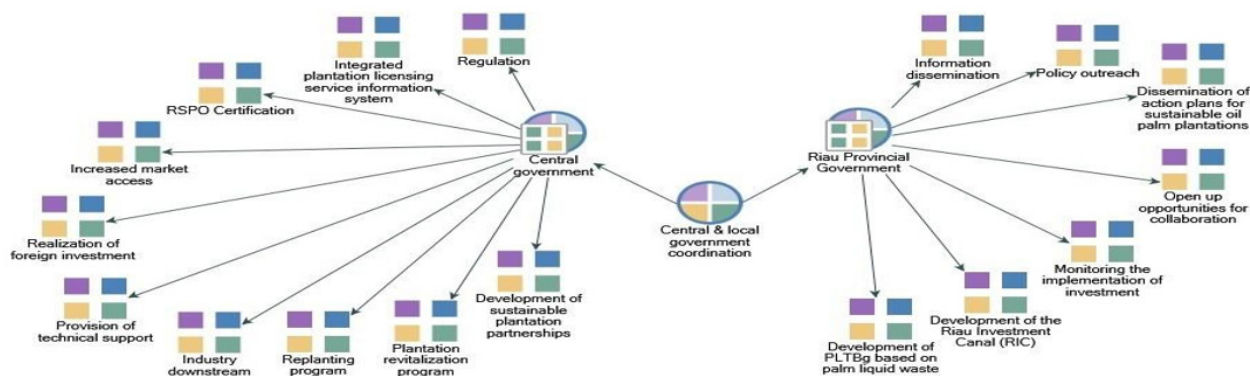 Regulation
Integrated
plantation licensing
service information
system
RSPO Certification
Increased market
access
Realization of
foreign investment
Provision of
technical support
Industry
downstream
Replanting
program
Plantation
revitalization program
Development of
sustainable
plantation
partnerships
Central
government
Central & local
government
coordination
Riau Provincial
Government
Information
dissemination
Policy outreach
Dissemination of
action plans for
sustainable oil
palm plantations
Open up
opportunities for
collaboration
Monitoring the
implementation of
investment
Development of the
Riau Investment
Canal (RIC)
Development of
PLTBg based on
palm liquid waste